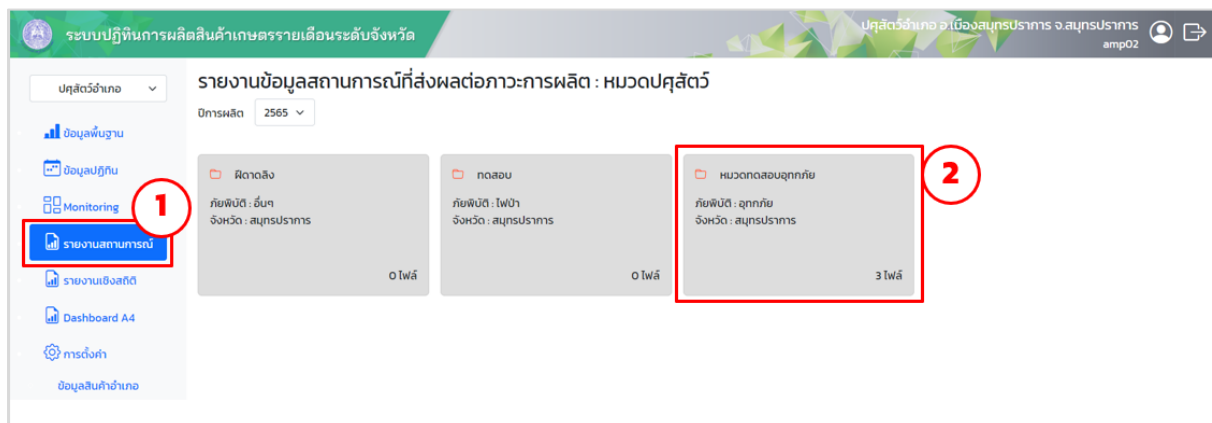 ระบบปฏิทินการผลิตสินค้าเกษตรรายเดือนระดับจังหวัด
ปศุสัตว์อำเภอ อ.เมืองสมุทรปราการ จ.สมุทรปราการ
amp02
ปศุสัตว์อำเภอ
รายงานข้อมูลสถานการณ์ที่ส่งผลต่อภาวะการผลิต : หมวดปศุสัตว์
ปีการผลิต 2565
ข้อมูลพื้นฐาน
ข้อมูลปฏิทิน
Monitoring
1
รายงานสถานการณ์
รายงานเชิงสถิติ
Dashboard A4
การตั้งค่า
ข้อมูลสินค้าอำเภอ
ฝีดาดลิง
ภัยพิบัติ : อื่นๆ
จังหวัด : สมุทรปราการ
0 ไฟล์
ทดสอบ
ภัยพิบัติ : ไฟป่า
จังหวัด : สมุทรปราการ
0 ไฟล์
หมวดทดสอบอุทกภัย
ภัยพิบัติ : อุทกภัย
จังหวัด : สมุทรปราการ
3 ไฟล์
2